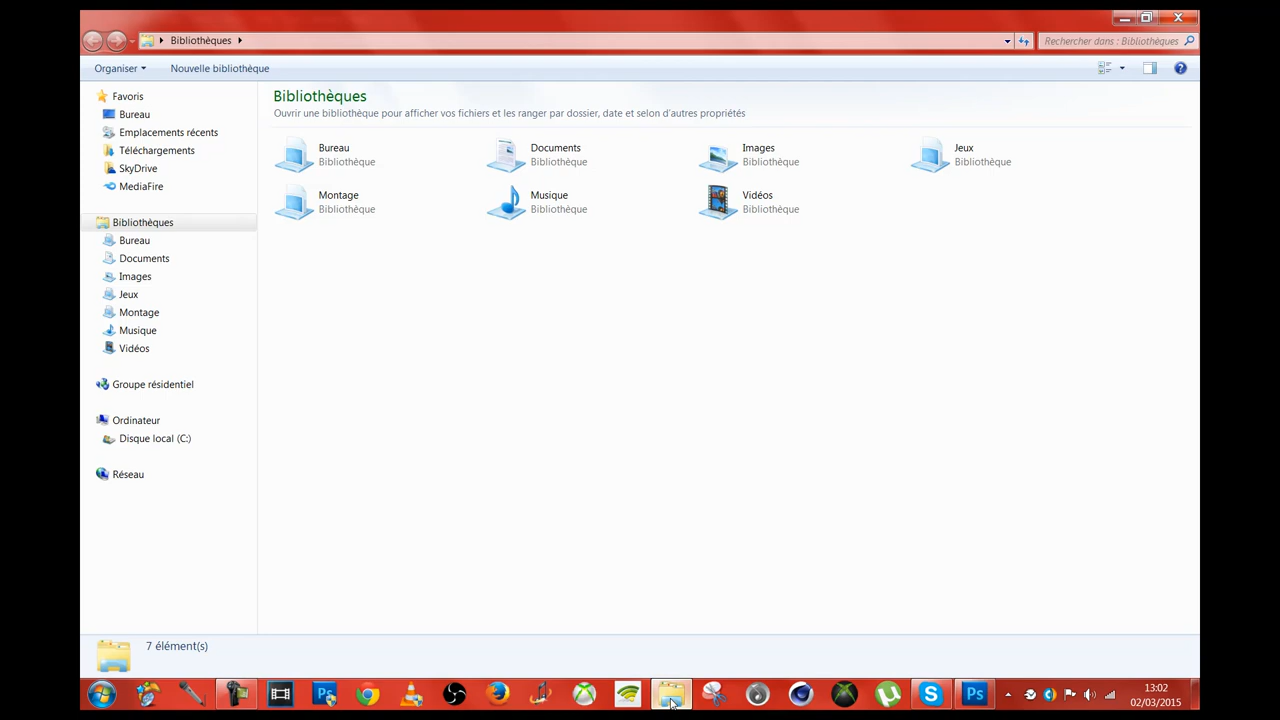 Bibliothèques
Rechercher dans : Bibliothèques
Organiser
Nouvelle bibliothèque
Favoris
Bureau
Emplacements récents
Téléchargements
SkyDrive
MediaFire
Bibliothèques
Bureau
Documents
Images
Jeux
Montage
Musique
Vidéos
Groupe résidentiel
Ordinateur
Disque local (C:)
Réseau
Bibliothèques
Ouvrir une bibliothèque pour afficher vos fichiers et les ranger par dossier, date et selon d'autres propriétés
Bureau
Bibliothèque
Documents
Bibliothèque
Images
Bibliothèque
Jeux
Bibliothèque
Montage
Bibliothèque
Musique
Bibliothèque
Vidéos
Bibliothèque
7 élément(s)
Ps
Ps
13:02
02/03/2015